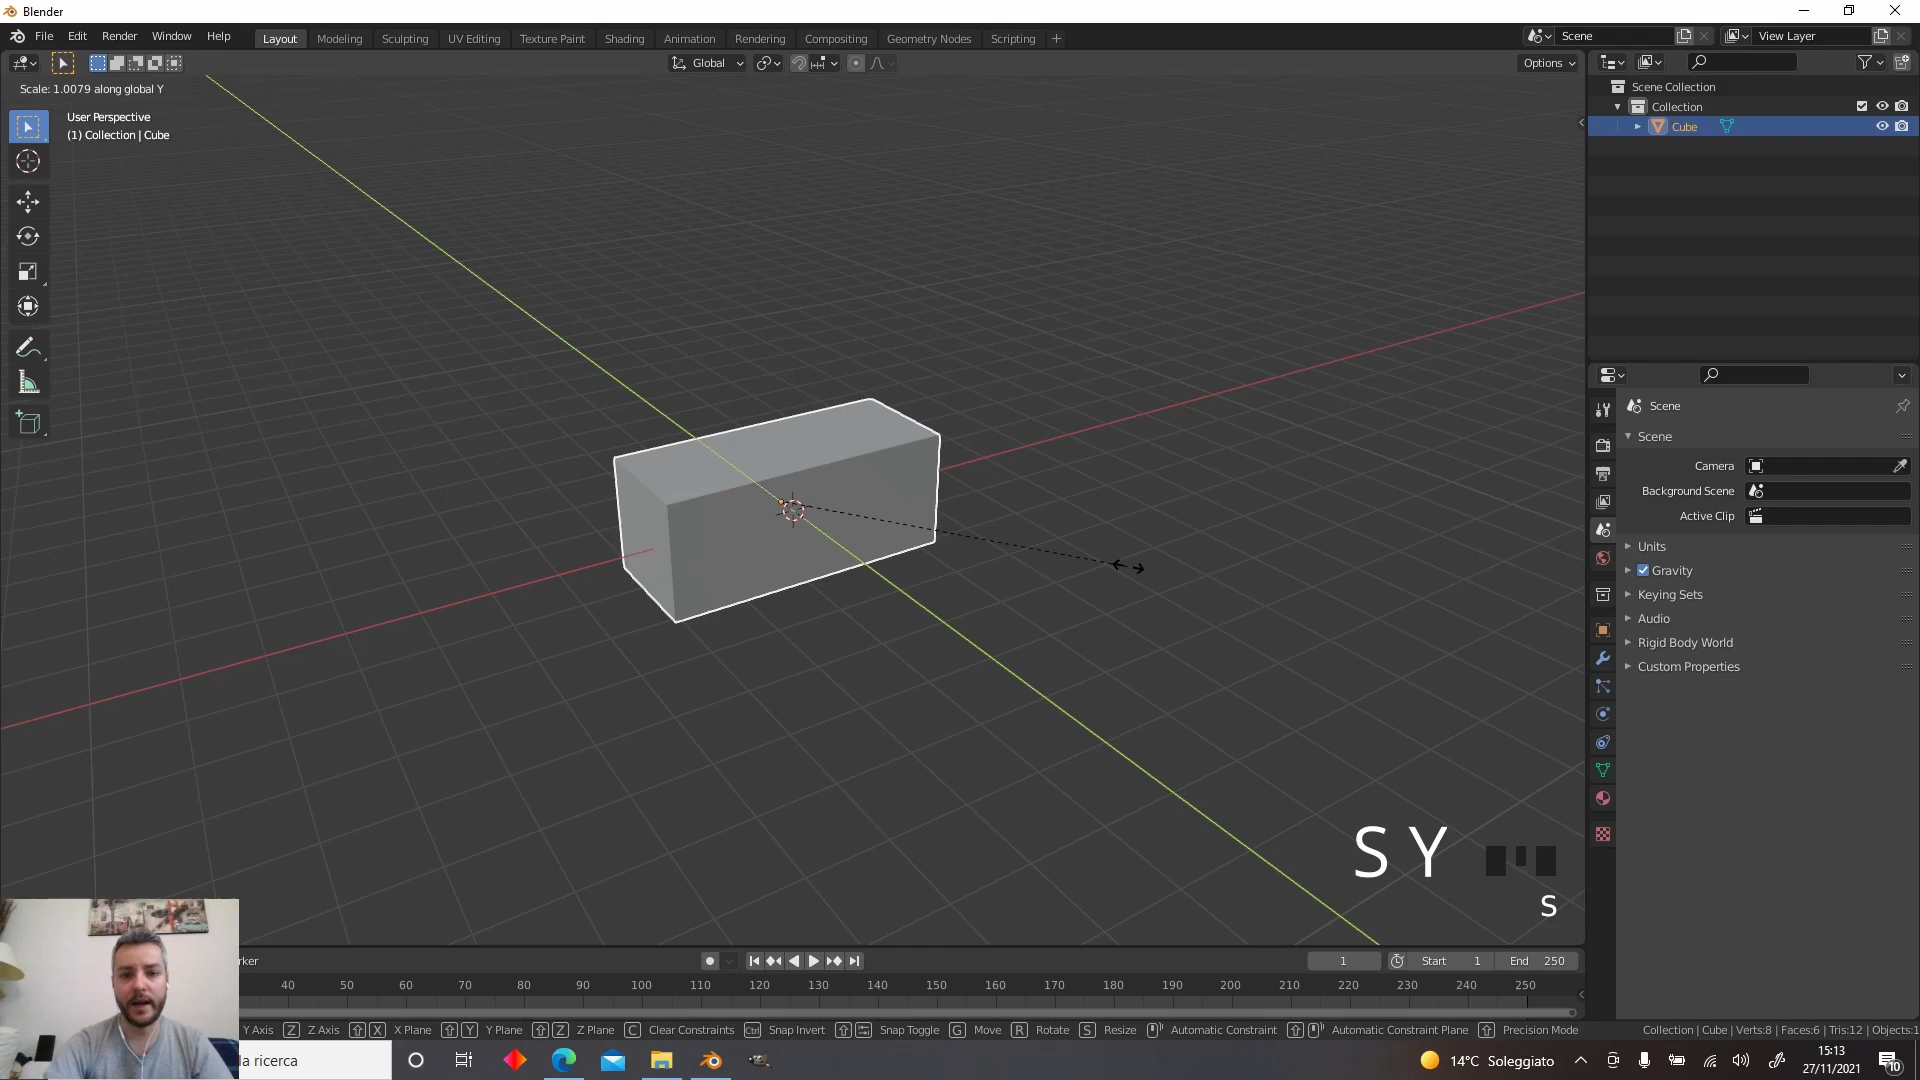 Blender
File Edit Render Window Help
Layout Modeling Sculpting UV Editing Texture Paint Shading Animation Rendering Compositing Geometry Nodes Scripting +
Scene
View Layer
Global
Options
Scale: 1.0079 along global Y
User Perspective
(1) Collection | Cube
Scene Collection
Collection
Cube
Scene
Scene
Camera
Background Scene
Active Clip
Units
Gravity
Keying Sets
Audio
Rigid Body World
Custom Properties
S Y
S
rker
1
Start 1
End 250
40 50 60 70 80 90 100 110 120 130 140 150 160 170 180 190 200 210 220 230 240 250
Y Axis Z Z Axis X X Plane Y Y Plane Z Z Plane C Clear Constraints Ctrl Snap Invert Snap Toggle G Move R Rotate S Resize Automatic Constraint Automatic Constraint Plane Precision Mode
Collection | Cube | Verts:8 | Faces:6 | Tris:12 | Objects:1
la ricerca
14°C Soleggiato
15:13
27/11/2021
10